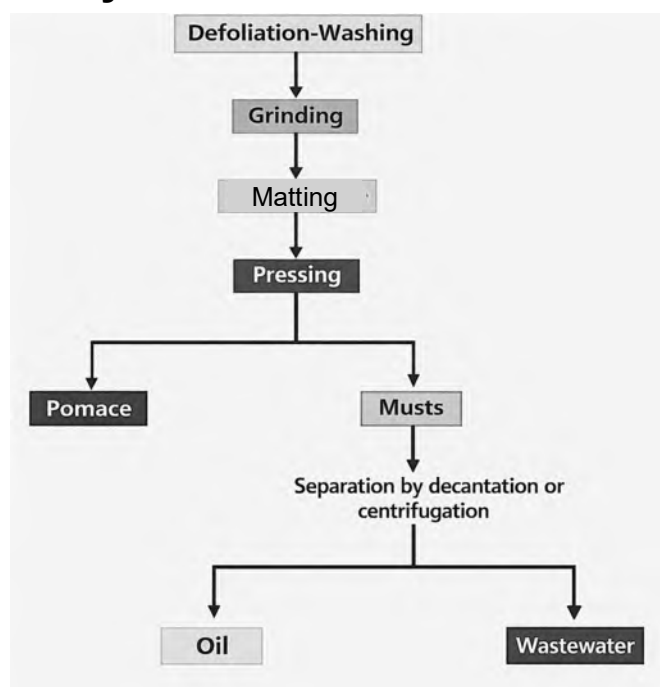 Defoliation-Washing
Grinding
Matting
Pressing
Pomace
Musts
Separation by decantation or
centrifugation
Oil
Wastewater